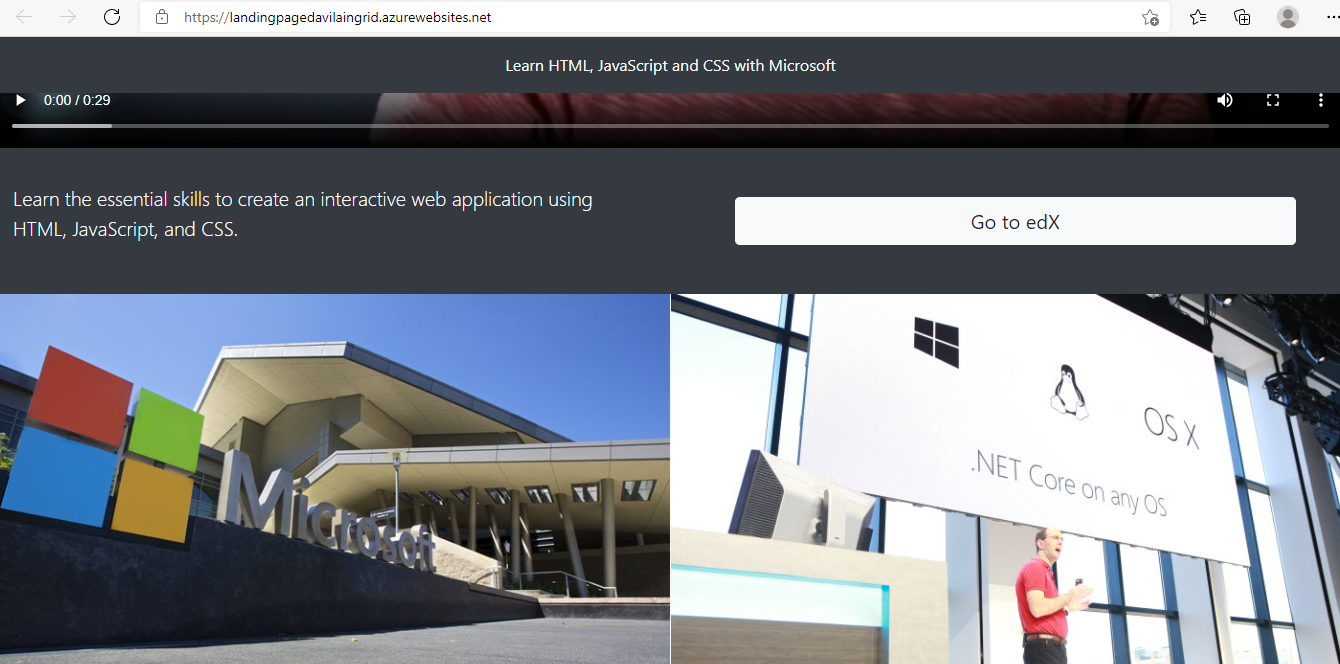 https://landingpagedavilaingrid.azurewebsites.net
Learn HTML, JavaScript and CSS with Microsoft
0:00 / 0:29
Learn the essential skills to create an interactive web application using
HTML, JavaScript, and CSS.
Go to edX
Microsoft
OS X
.NET Core on any OS